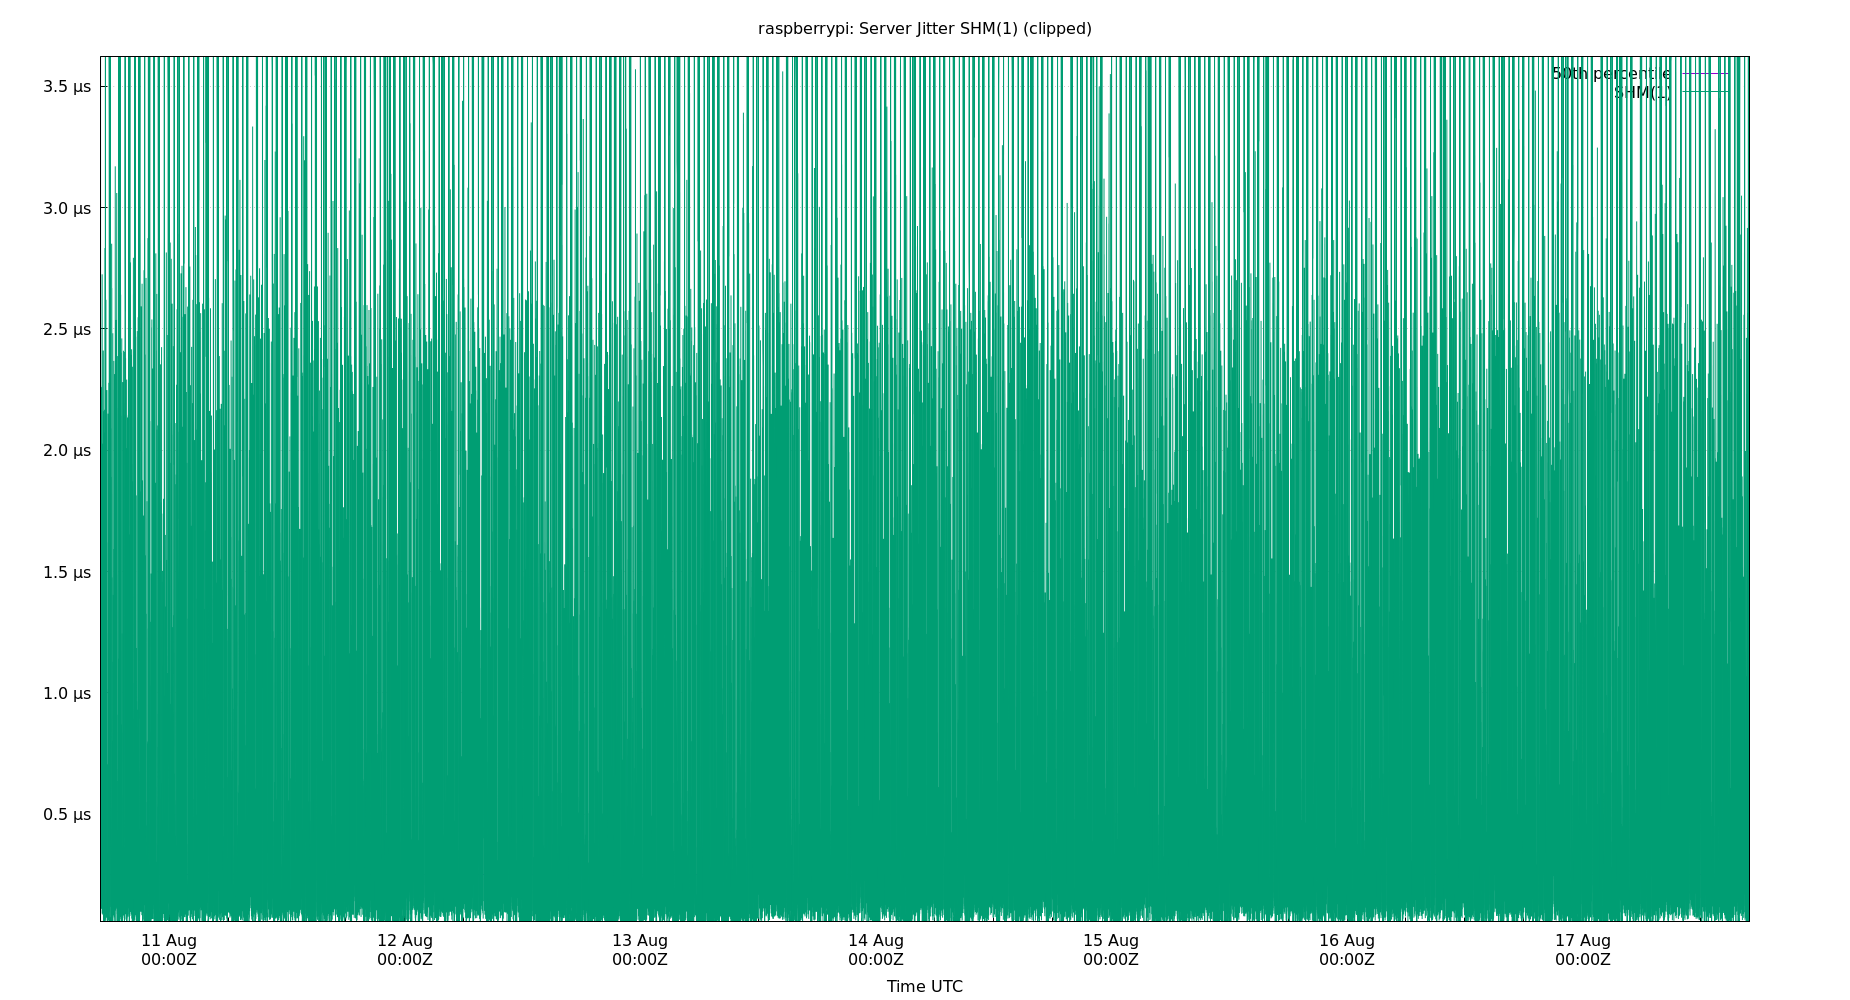 raspberrypi: Server Jitter SHM(1) (clipped)
50th percentile
SHM(1)
3.5 µs
3.0 µs
2.5 µs
2.0 µs
1.5 µs
1.0 µs
0.5 µs
11 Aug 12 Aug 13 Aug 14 Aug 15 Aug 16 Aug 17 Aug
00:00Z 00:00Z 00:00Z 00:00Z 00:00Z 00:00Z 00:00Z
Time UTC